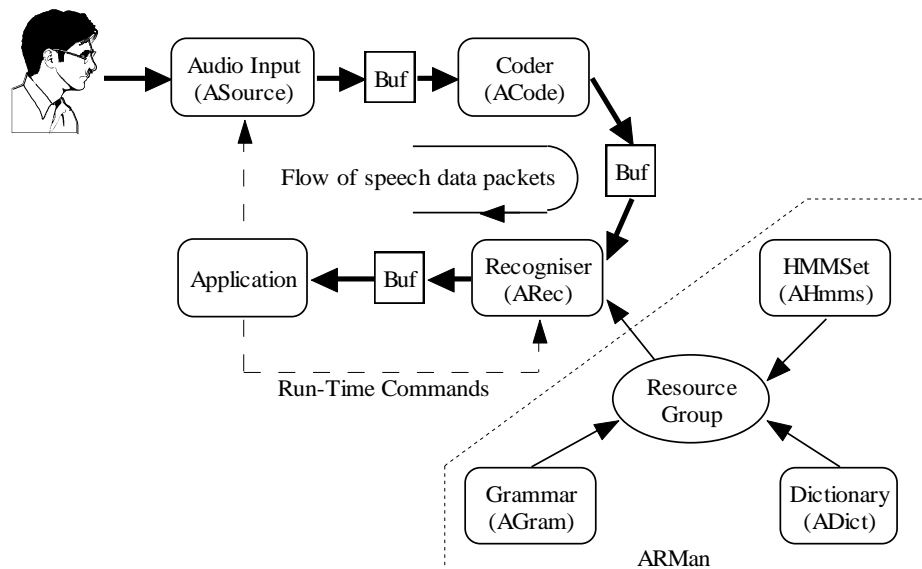 Audio Input
(ASource)
Buf
Coder
(ACode)
Buf
Flow of speech data packets
Application
Buf
Recogniser
(ARec)
HMMSet
(AHmms)
Run-Time Commands
Resource
Group
Grammar
(AGram)
Dictionary
(ADict)
ARMan